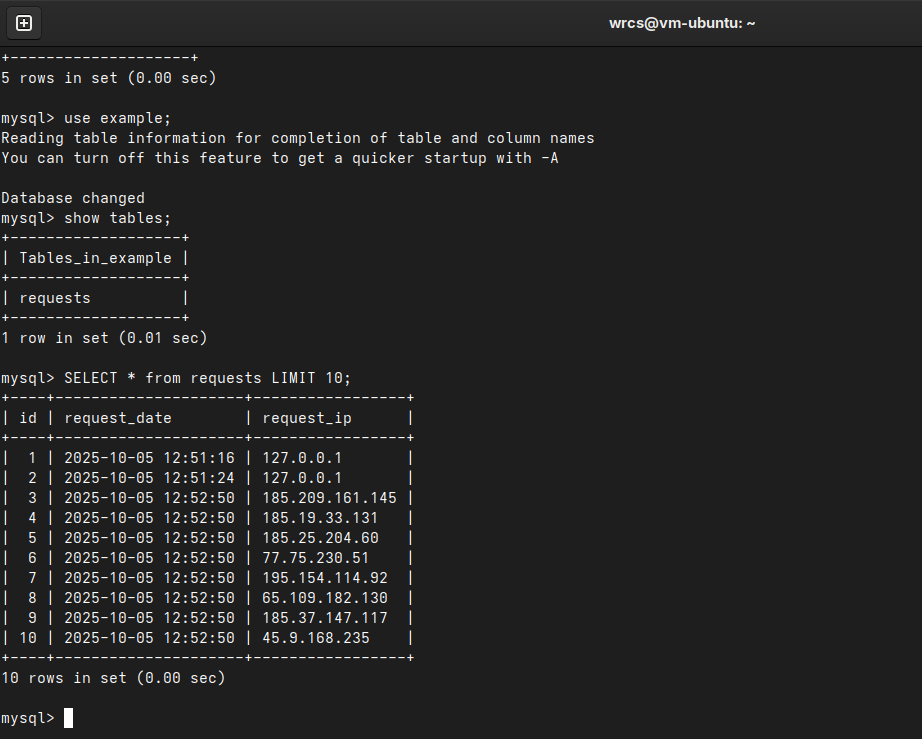 wrcs@vm-ubuntu: ~
+--------------------+
5 rows in set (0.00 sec)
mysql> use example;
Reading table information for completion of table and column names
You can turn off this feature to get a quicker startup with -A
Database changed
mysql> show tables;
+-------------------+
| Tables_in_example |
+-------------------+
| requests          |
+-------------------+
1 row in set (0.01 sec)
mysql> SELECT * from requests LIMIT 10;
+----+---------------------+-----------------+
| id | request_date        | request_ip      |
+----+---------------------+-----------------+
|  1 | 2025-10-05 12:51:16 | 127.0.0.1       |
|  2 | 2025-10-05 12:51:24 | 127.0.0.1       |
|  3 | 2025-10-05 12:52:50 | 185.209.161.145 |
|  4 | 2025-10-05 12:52:50 | 185.19.33.131   |
|  5 | 2025-10-05 12:52:50 | 185.25.204.60   |
|  6 | 2025-10-05 12:52:50 | 77.75.230.51    |
|  7 | 2025-10-05 12:52:50 | 195.154.114.92  |
|  8 | 2025-10-05 12:52:50 | 65.109.182.130  |
|  9 | 2025-10-05 12:52:50 | 185.37.147.117  |
| 10 | 2025-10-05 12:52:50 | 45.9.168.235    |
+----+---------------------+-----------------+
10 rows in set (0.00 sec)
mysql>